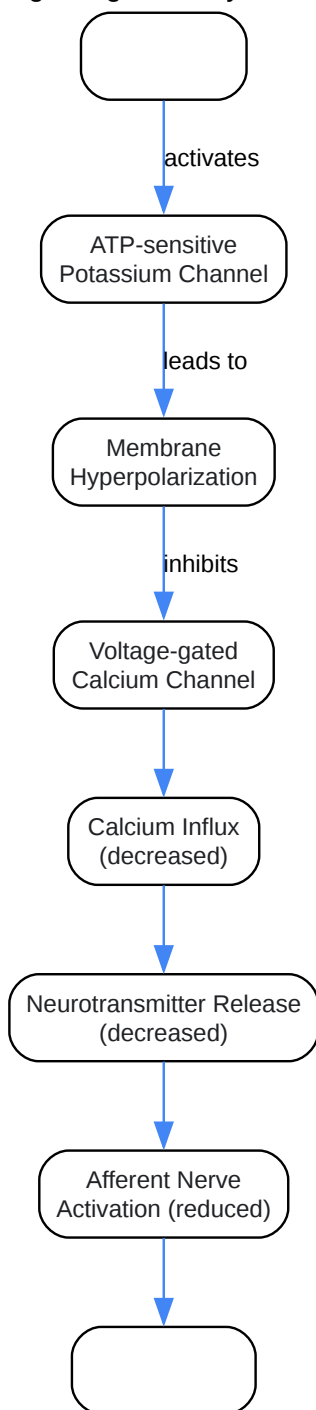 activates
ATP-sensitive
Potassium Channel
leads to
Membrane
Hyperpolarization
inhibits
Voltage-gated
Calcium Channel
Calcium Influx
(decreased)
Neurotransmitter Release
(decreased)
Afferent Nerve
Activation (reduced)